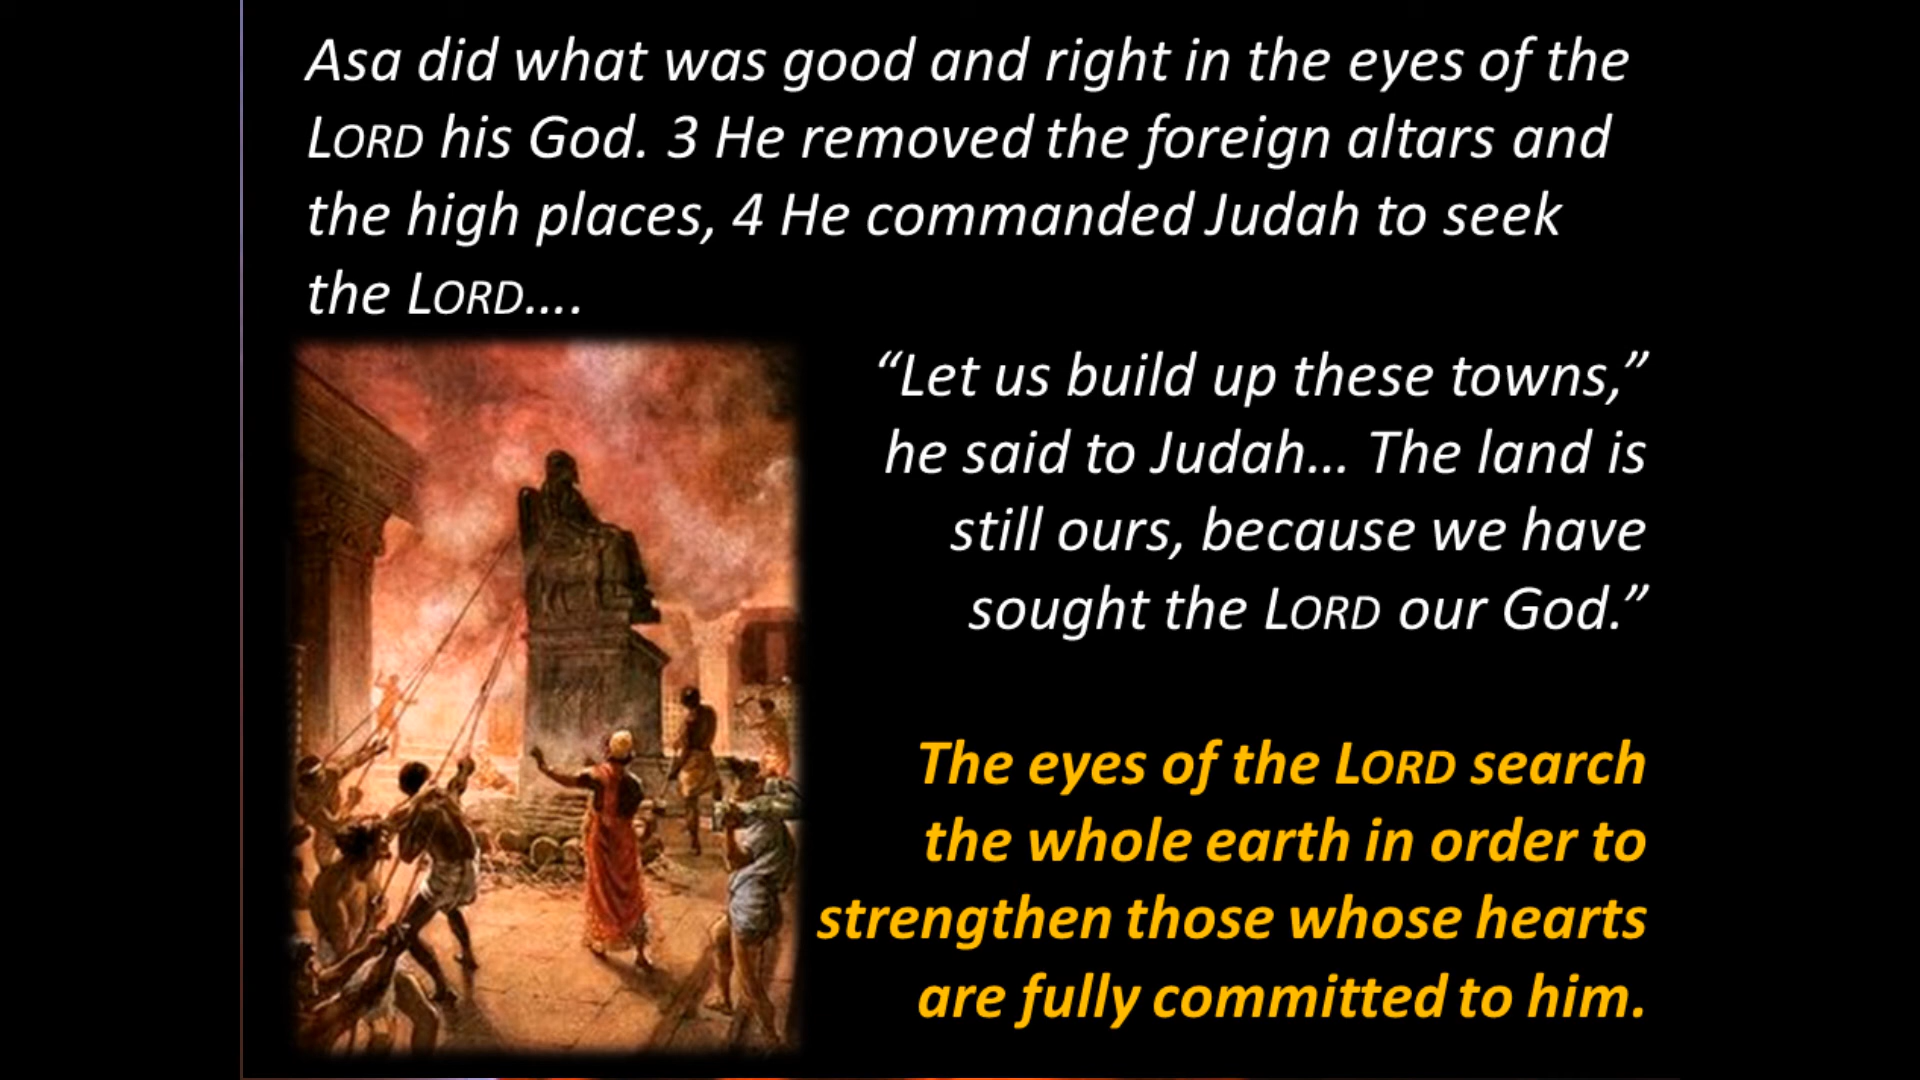 Asa did what was good and right in the eyes of the
LORD his God. 3 He removed the foreign altars and
the high places, 4 He commanded Judah to seek
the LORD....
“Let us build up these towns,”
he said to Judah... The land is
still ours, because we have
sought the LORD our God.”
The eyes of the LORD search
the whole earth in order to
strengthen those whose hearts
are fully committed to him.